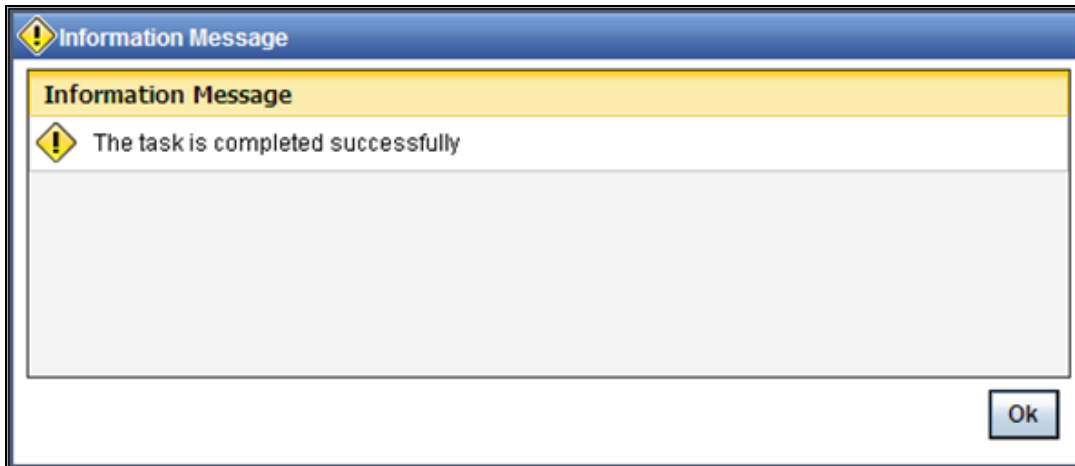 Information Message
Information Message
The task is completed successfully
Ok